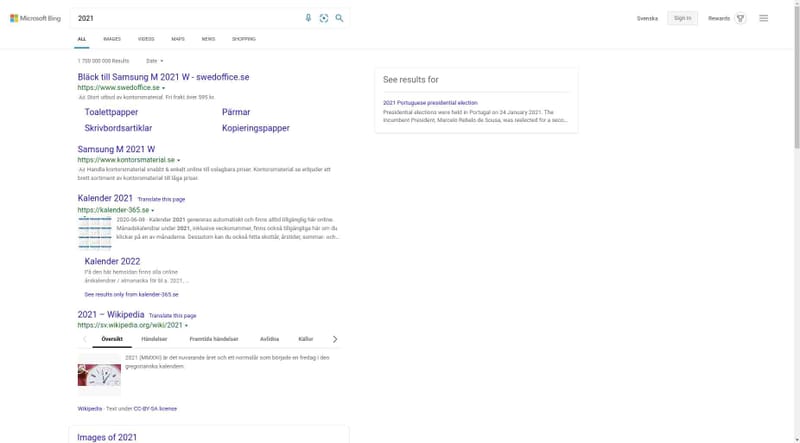 Microsoft Bing
2021
Svenska
Sign in
Rewards
ALL
IMAGES
VIDEOS
MAPS
NEWS
SHOPPING
1 700 000 000 Results
Date
Bläck till Samsung M 2021 W - swedoffice.se
https://www.swedoffice.se
Ad Stort utbud av kontorsmaterial. Fri frakt över 595 kr.
Toalettpapper
Pärmar
Skrivbordsartiklar
Kopieringspapper
Samsung M 2021 W
https://www.kontorsmaterial.se
Ad Handla kontorsmaterial snabbt & enkelt online till oslagbara priser. Kontorsmaterial.se erbjuder ett
brett sortiment av kontorsmaterial till låga priser.
Kalender 2021 Translate this page
https://kalender-365.se
2020-06-08 · Kalender 2021 genereras automatiskt och finns alltid tillgänglig här online.
Månadskalendrar under 2021, inklusive veckonummer, finns också tillgängliga här om du
klickar på en av månaderna. Dessutom kan du också hitta skottår, årstider, sommar- och...
Kalender 2022
På den här hemsidan finns alla online
årskalendrar / almanacka för bl.a. 2021, ...
See results only from kalender-365.se
2021 – Wikipedia Translate this page
https://sv.wikipedia.org/wiki/2021
Översikt
Händelser
Framtida händelser
Avlidna
Källor
2021 (MMXXI) är det nuvarande året och ett normalår som började en fredag i den
gregorianska kalendern.
Wikipedia · Text under CC-BY-SA license
Images of 2021
See results for
2021 Portuguese presidential election
Presidential elections were held in Portugal on 24 January 2021. The
incumbent President, Marcelo Rebelo de Sousa, was reelected for a seco...